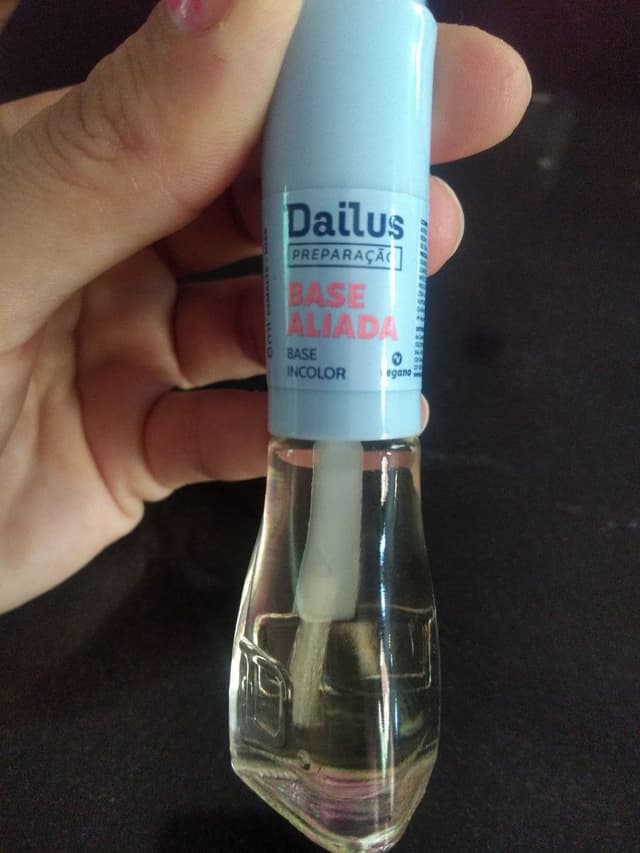 Dailus
PREPARAÇÃO
BASE
ALIADA
BASE
INCOLOR
vegano